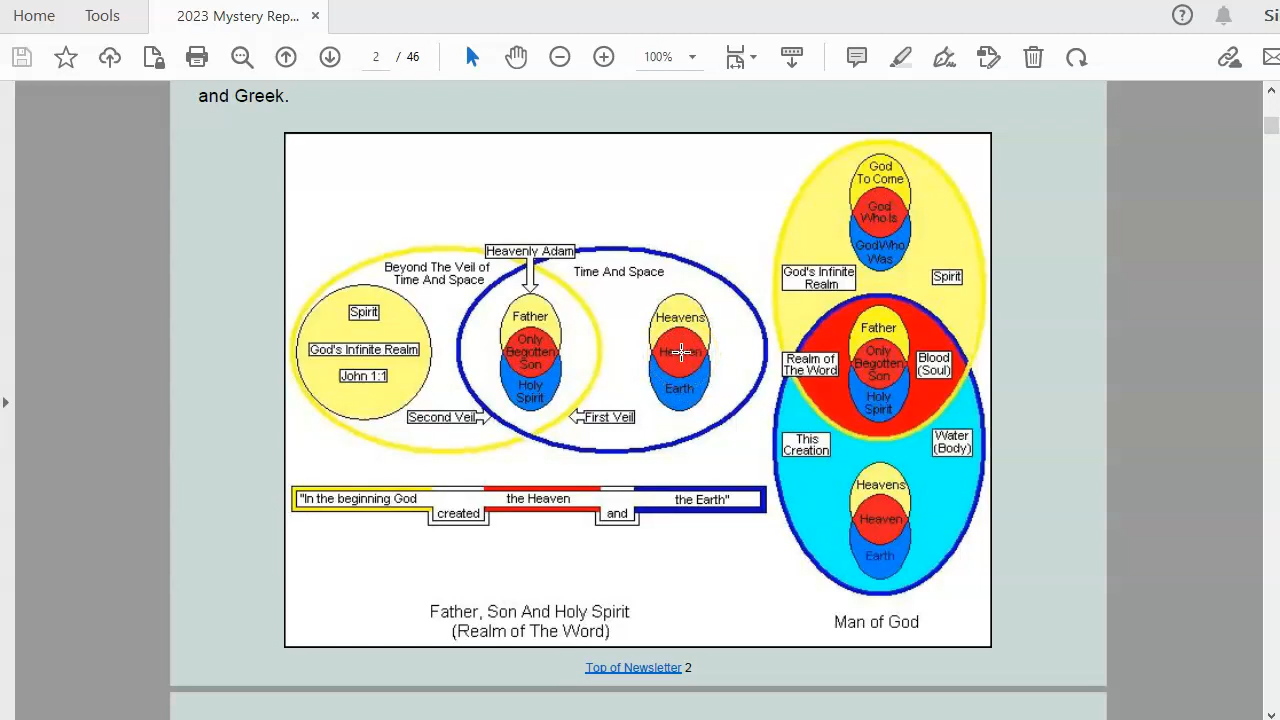 Home
Tools
2023 Mystery Rep...
×
Si
2 / 46
100%
and Greek.
Heavenly Adam
Beyond The Veil of
Time And Space
Time And Space
Spirit
God's Infinite Realm
John 1:1
Father
Only
Begotten
Son
Holy
Spirit
Heavens
Heaven
Earth
Second Veil
First Veil
"In the beginning God
created
the Heaven
and
the Earth"
Father, Son And Holy Spirit
(Realm of The Word)
God
To Come
God
Who Is
God Who
Was
God's Infinite
Realm
Spirit
Father
Only
Begotten
Son
Holy
Spirit
Realm of
The Word
Blood
(Soul)
This
Creation
Water
(Body)
Heavens
Heaven
Earth
Man of God
Top of Newsletter 2